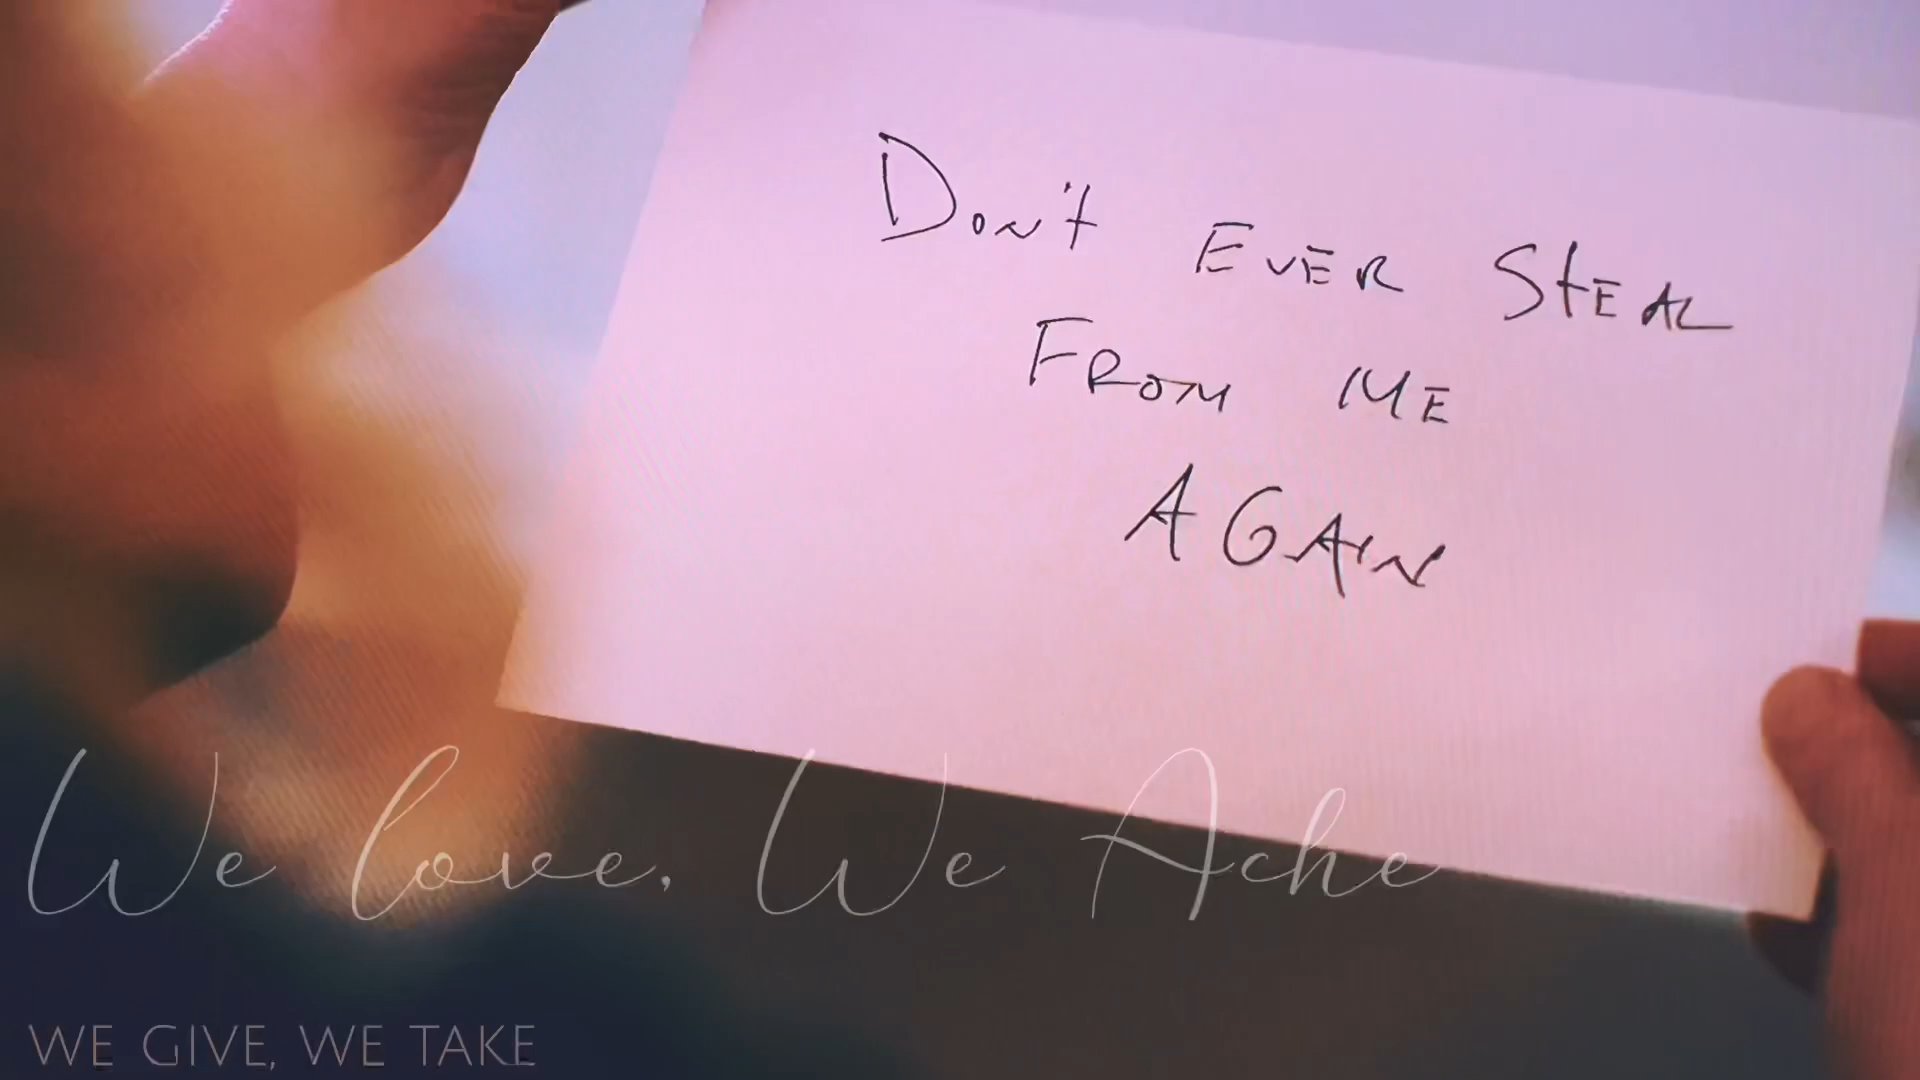 Don't Ever Steal
From Me
Again
We love, We Ache
WE GIVE, WE TAKE